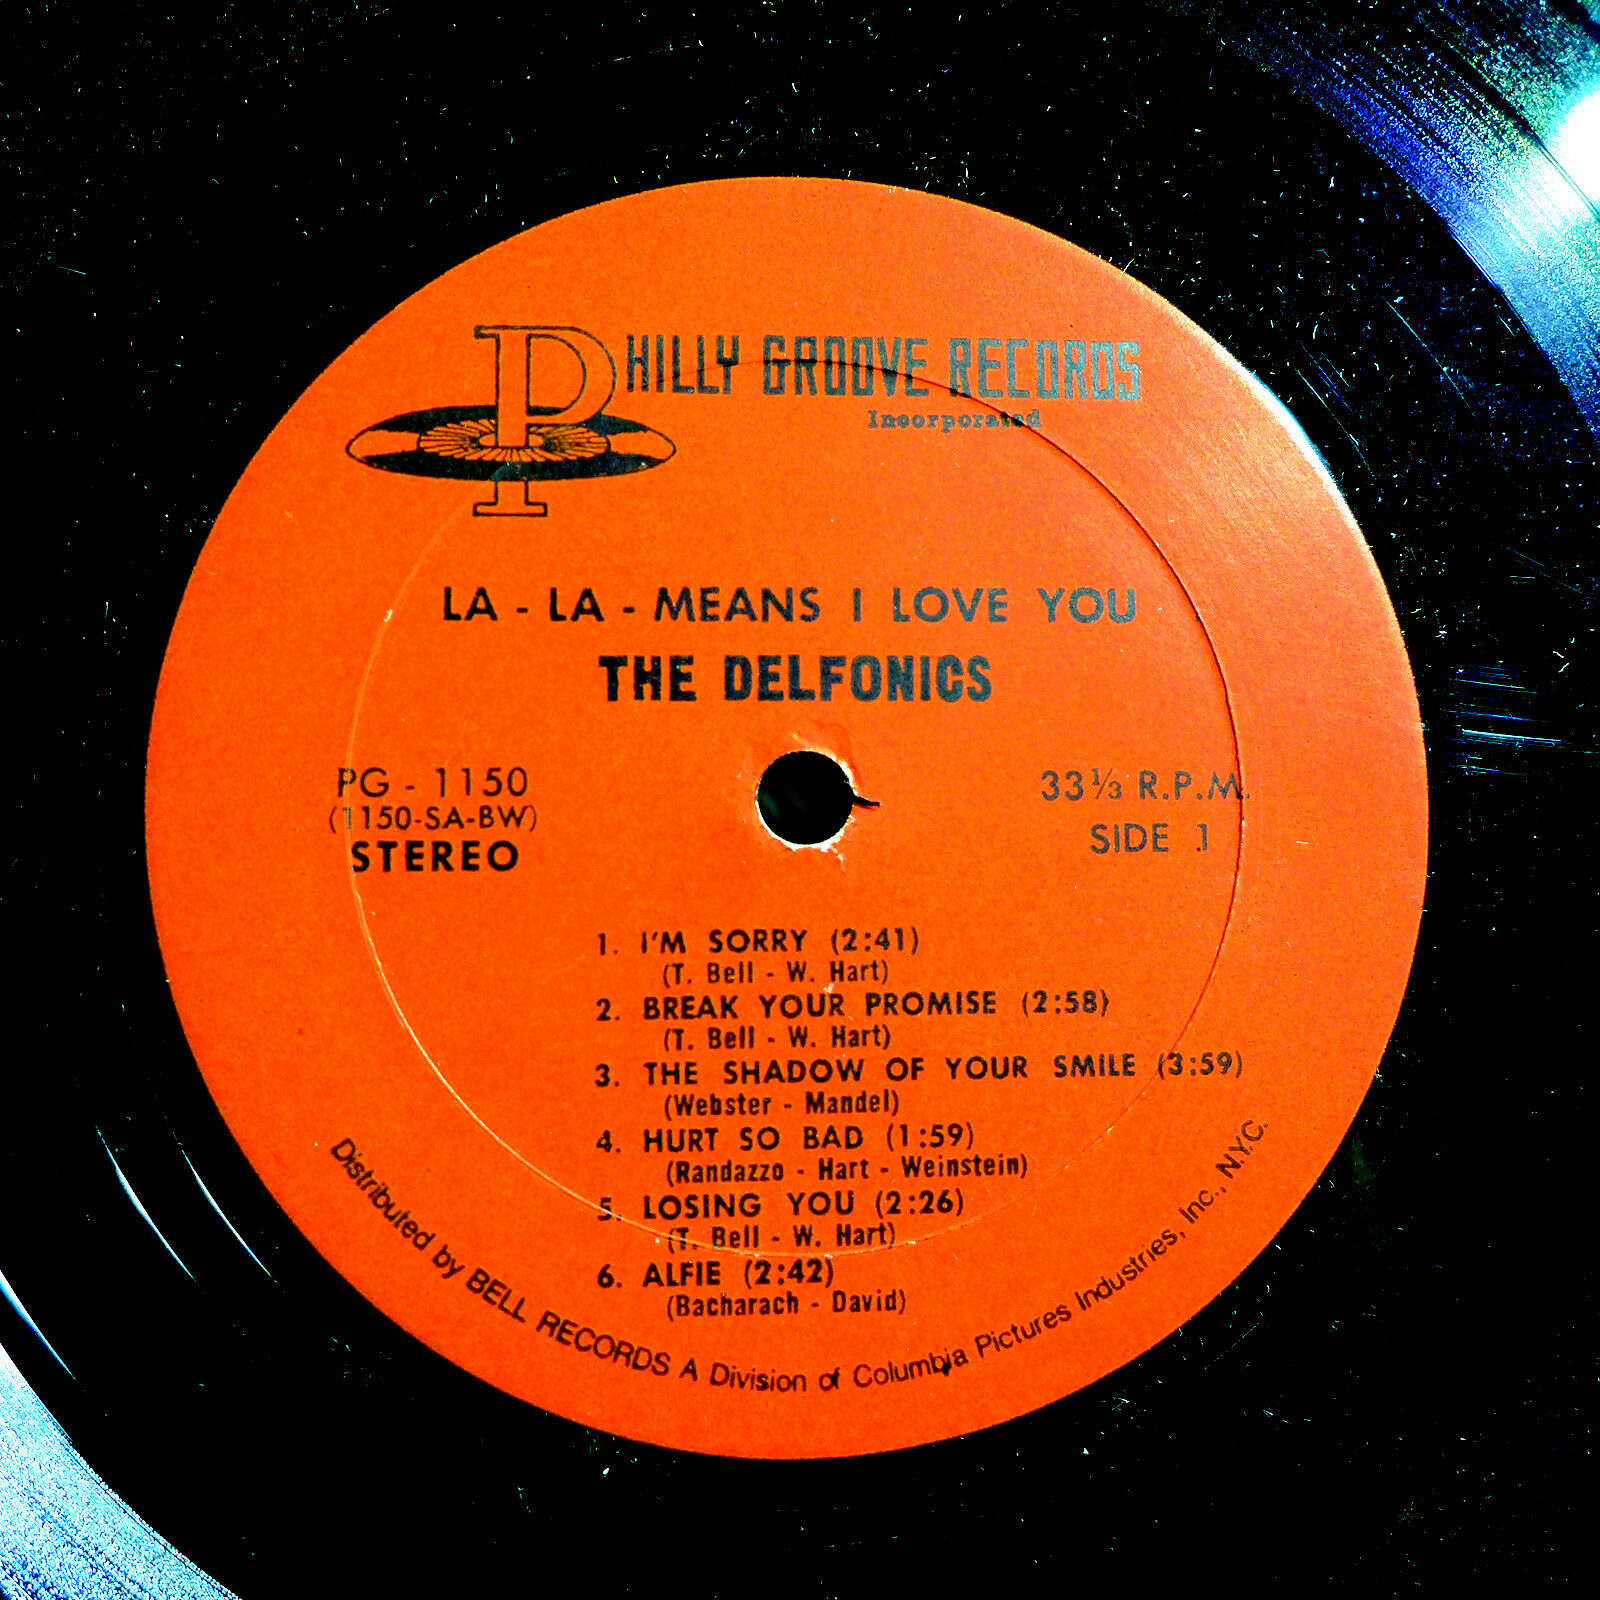 PHILLY GROOVE RECORDS
Incorporated
LA - LA - MEANS I LOVE YOU
THE DELFONICS
PG - 1150
(1150-SA-BW)
STEREO
33 1/3 R.P.M.
SIDE 1
1. I'M SORRY (2:41)
(T. Bell - W. Hart)
2. BREAK YOUR PROMISE (2:58)
(T. Bell - W. Hart)
3. THE SHADOW OF YOUR SMILE (3:59)
(Webster - Mandel)
4. HURT SO BAD (1:59)
(Randazzo - Hart - Weinstein)
5. LOSING YOU (2:26)
(T. Bell - W. Hart)
6. ALFIE (2:42)
(Bacharach - David)
Distributed by BELL RECORDS A Division of Columbia Pictures Industries, Inc., N.Y.C.